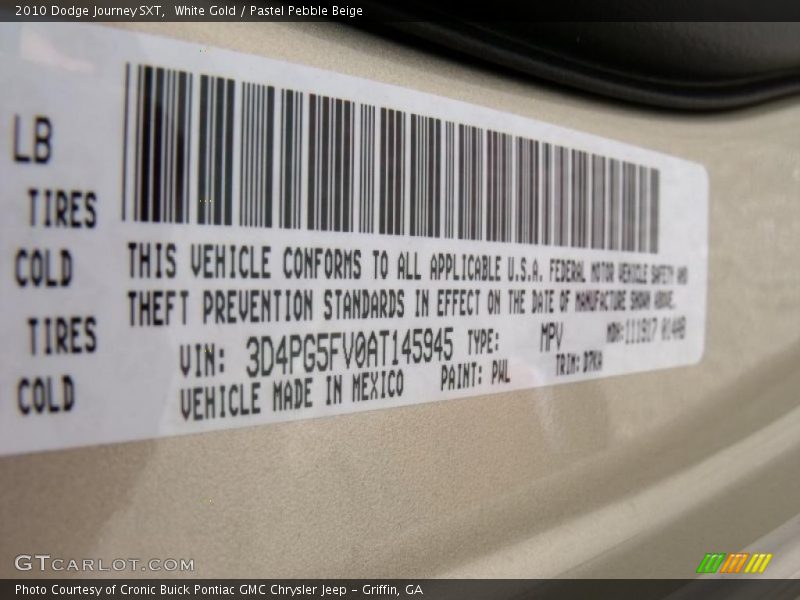 2010 Dodge Journey SXT, White Gold / Pastel Pebble Beige
LB
TIRES
COLD
TIRES
COLD
THIS VEHICLE CONFORMS TO ALL APPLICABLE U.S.A. FEDERAL MOTOR VEHICLE SAFETY AND
THEFT PREVENTION STANDARDS IN EFFECT ON THE DATE OF MANUFACTURE SHOWN ABOVE.
VIN: 3D4PG5FV0AT145945 TYPE: MPV MDH:
VEHICLE MADE IN MEXICO PAINT: PWL TRIM:
GTCARLOT.COM
Photo Courtesy of Cronic Buick Pontiac GMC Chrysler Jeep - Griffin, GA